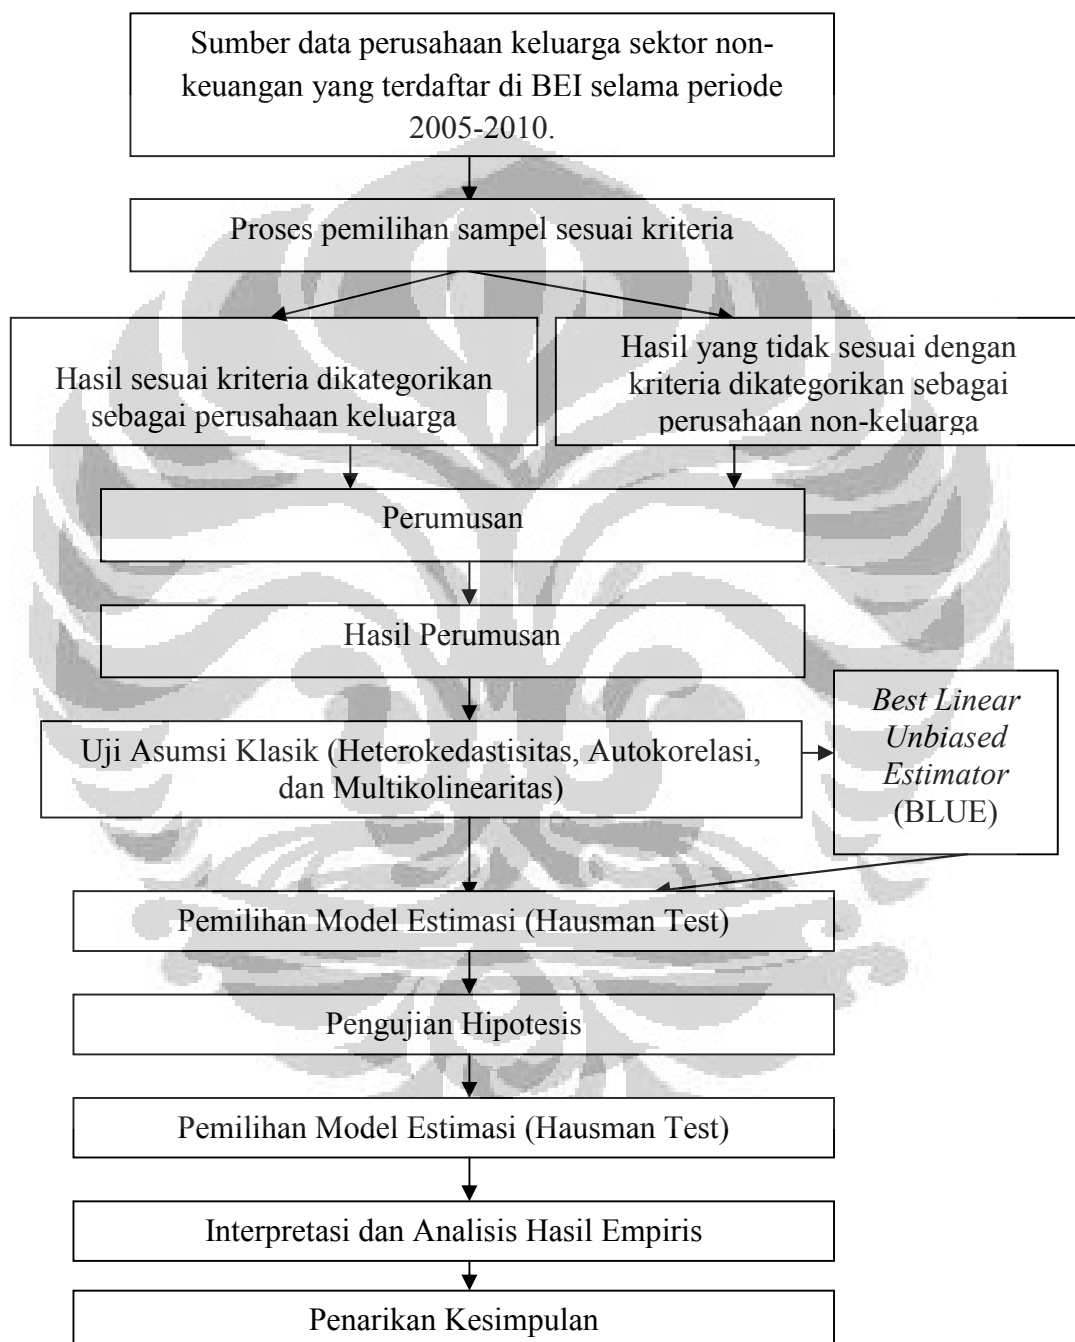 Sumber data perusahaan keluarga sektor non-
keuangan yang terdaftar di BEI selama periode
2005-2010.
Proses pemilihan sampel sesuai kriteria
Hasil sesuai kriteria dikategorikan
sebagai perusahaan keluarga
Hasil yang tidak sesuai dengan
kriteria dikategorikan sebagai
perusahaan non-keluarga
Perumusan
Hasil Perumusan
Uji Asumsi Klasik (Heterokedastisitas, Autokorelasi,
dan Multikolinearitas)
Best Linear
Unbiased
Estimator
(BLUE)
Pemilihan Model Estimasi (Hausman Test)
Pengujian Hipotesis
Pemilihan Model Estimasi (Hausman Test)
Interpretasi dan Analisis Hasil Empiris
Penarikan Kesimpulan